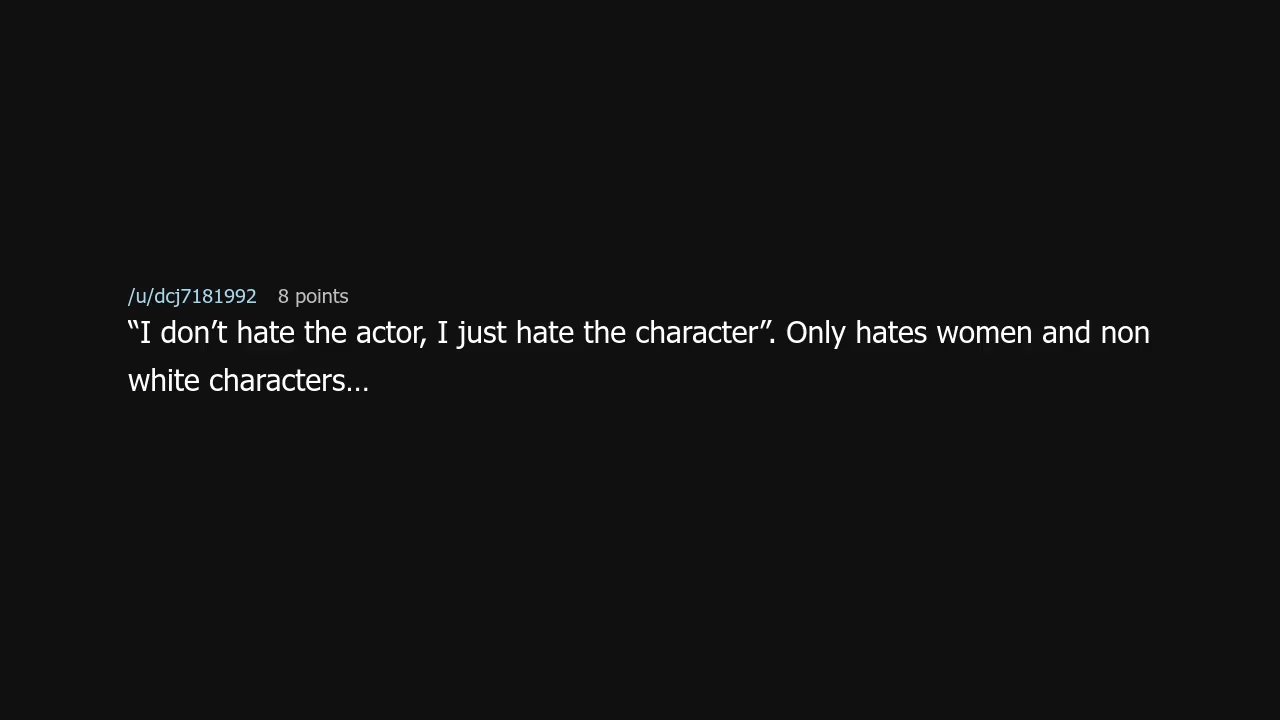 /u/dcj7181992 8 points
“I don’t hate the actor, I just hate the character”. Only hates women and non
white characters…